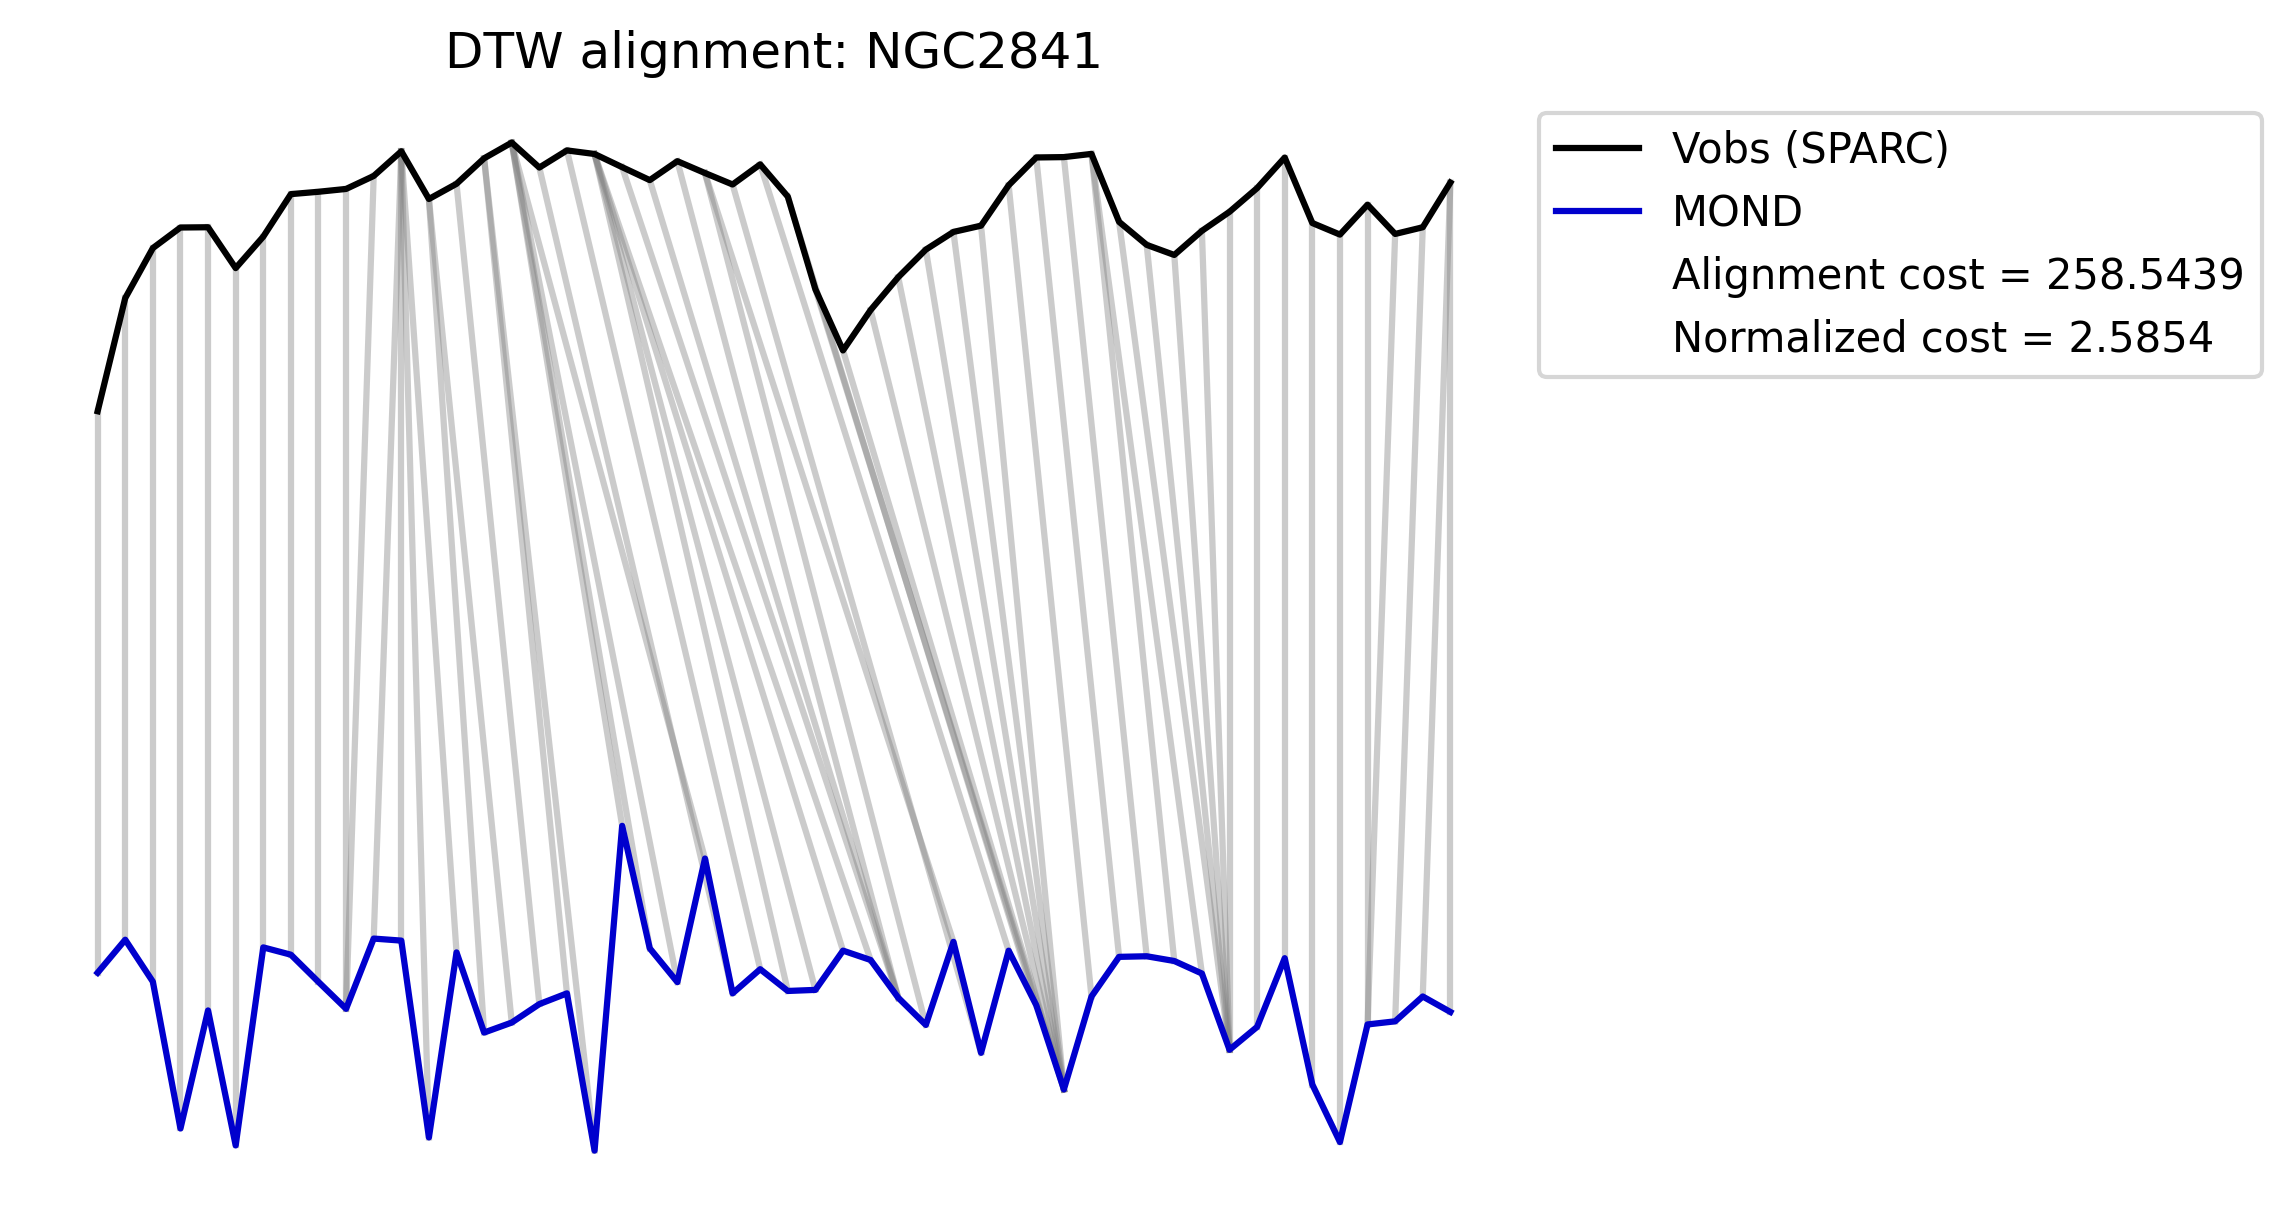 DTW alignment: NGC2841
Vobs (SPARC)
MOND
Alignment cost = 258.5439
Normalized cost = 2.5854